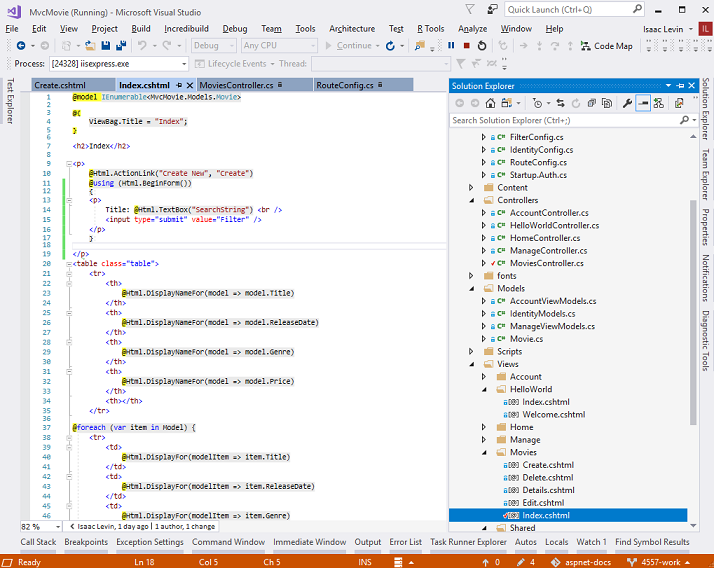 MvcMovie (Running) - Microsoft Visual Studio
Quick Launch (Ctrl+Q)
File Edit View Project Build Incredibuild Debug Team Tools Architecture Test R Tools Analyze Window Help
Isaac Levin IL
Debug Any CPU Continue Code Map
Process: [24328] iisexpress.exe Lifecycle Events Thread:
Test Explorer
Create.cshtml Index.cshtml MoviesController.cs RouteConfig.cs
1 @model IEnumerable<MvcMovie.Models.Movie>
2
3 @{
4 ViewBag.Title = "Index";
5 }
6
7 <h2>Index</h2>
8
9 <p>
10 @Html.ActionLink("Create New", "Create")
11 @using (Html.BeginForm())
12 {
13 <p>
14 Title: @Html.TextBox("SearchString") <br />
15 <input type="submit" value="Filter" />
16 </p>
17 }
18
19 </p>
20 <table class="table">
21 <tr>
22 <th>
23 @Html.DisplayNameFor(model => model.Title)
24 </th>
25 <th>
26 @Html.DisplayNameFor(model => model.ReleaseDate)
27 </th>
28 <th>
29 @Html.DisplayNameFor(model => model.Genre)
30 </th>
31 <th>
32 @Html.DisplayNameFor(model => model.Price)
33 </th>
34 <th></th>
35 </tr>
36
37 @foreach (var item in Model) {
38 <tr>
39 <td>
40 @Html.DisplayFor(modelItem => item.Title)
41 </td>
42 <td>
43 @Html.DisplayFor(modelItem => item.ReleaseDate)
44 </td>
45 <td>
46 @Html.DisplayFor(modelItem => item.Genre)
82 % Isaac Levin, 1 day ago | 1 author, 1 change
Solution Explorer
Search Solution Explorer (Ctrl+;)
FilterConfig.cs
IdentityConfig.cs
RouteConfig.cs
Startup.Auth.cs
Content
Controllers
AccountController.cs
HelloWorldController.cs
HomeController.cs
ManageController.cs
MoviesController.cs
fonts
Models
AccountViewModels.cs
IdentityModels.cs
ManageViewModels.cs
Movie.cs
Scripts
Views
Account
HelloWorld
Index.cshtml
Welcome.cshtml
Home
Manage
Movies
Create.cshtml
Delete.cshtml
Details.cshtml
Edit.cshtml
Index.cshtml
Shared
Solution Explorer
Team Explorer
Properties
Notifications
Diagnostic Tools
Call Stack Breakpoints Exception Settings Command Window Immediate Window Output Error List Task Runner Explorer Autos Locals Watch 1 Find Symbol Results
Ready Ln 18 Col 5 Ch 5 INS 0 4 aspnet-docs 4557-work